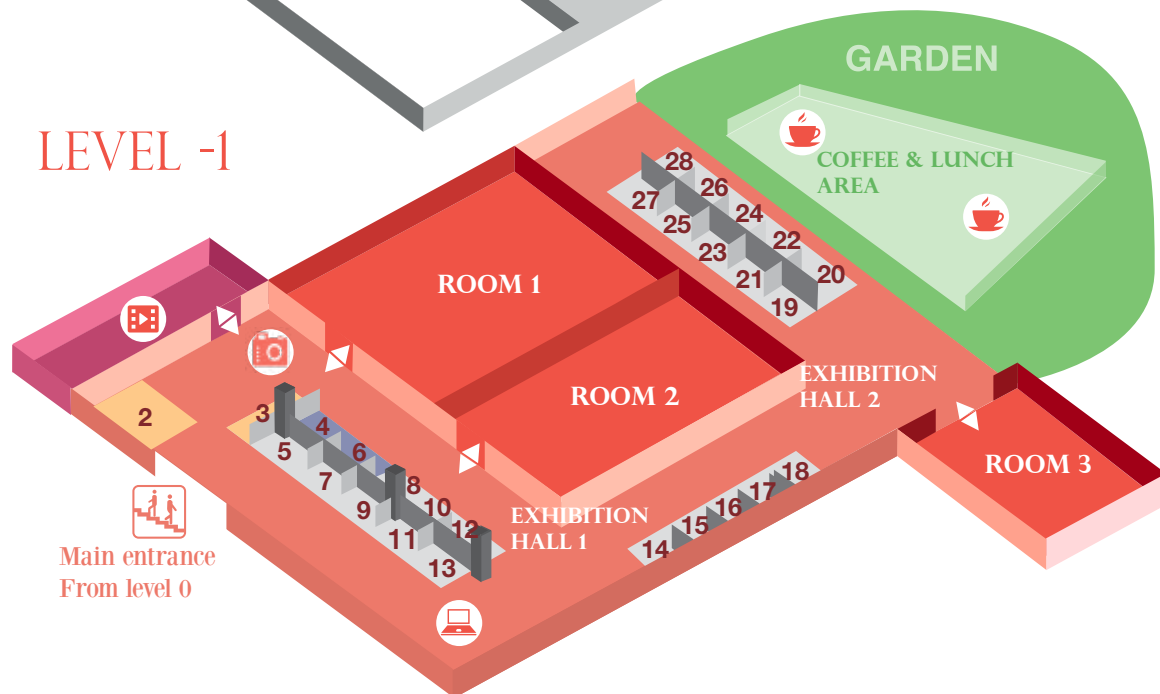 GARDEN
LEVEL -1
COFFEE & LUNCH
AREA
28
26
27
24
25
22
23
20
21
19
ROOM 1
ROOM 2
EXHIBITION
HALL 2
2
3
4
5
6
7
8
9
10
11
12
13
EXHIBITION
HALL 1
18
17
16
15
14
ROOM 3
Main entrance
From level 0